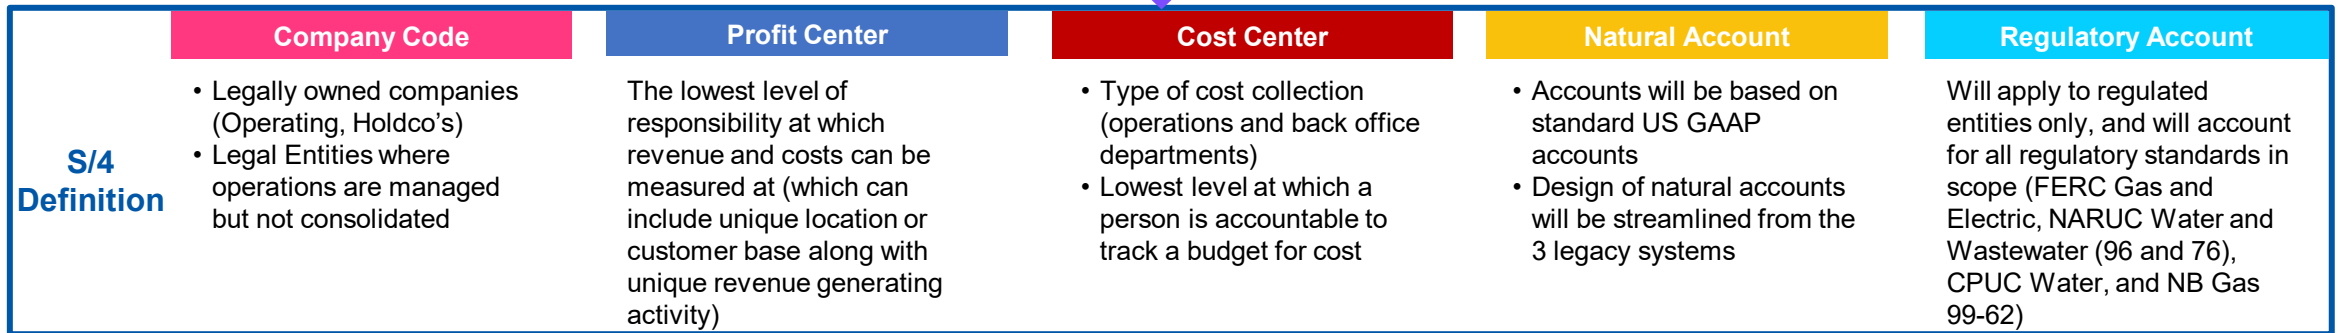 Company Code
Profit Center
Cost Center
Natural Account
Regulatory Account
S/4
Definition
• Legally owned companies
(Operating, Holdco’s)
• Legal Entities where
operations are managed
but not consolidated
The lowest level of
responsibility at which
revenue and costs can be
measured at (which can
include unique location or
customer base along with
unique revenue generating
activity)
• Type of cost collection
(operations and back office
departments)
• Lowest level at which a
person is accountable to
track a budget for cost
• Accounts will be based on
standard US GAAP
accounts
• Design of natural accounts
will be streamlined from the
3 legacy systems
Will apply to regulated
entities only, and will account
for all regulatory standards in
scope (FERC Gas and
Electric, NARUC Water and
Wastewater (96 and 76),
CPUC Water, and NB Gas
99-62)